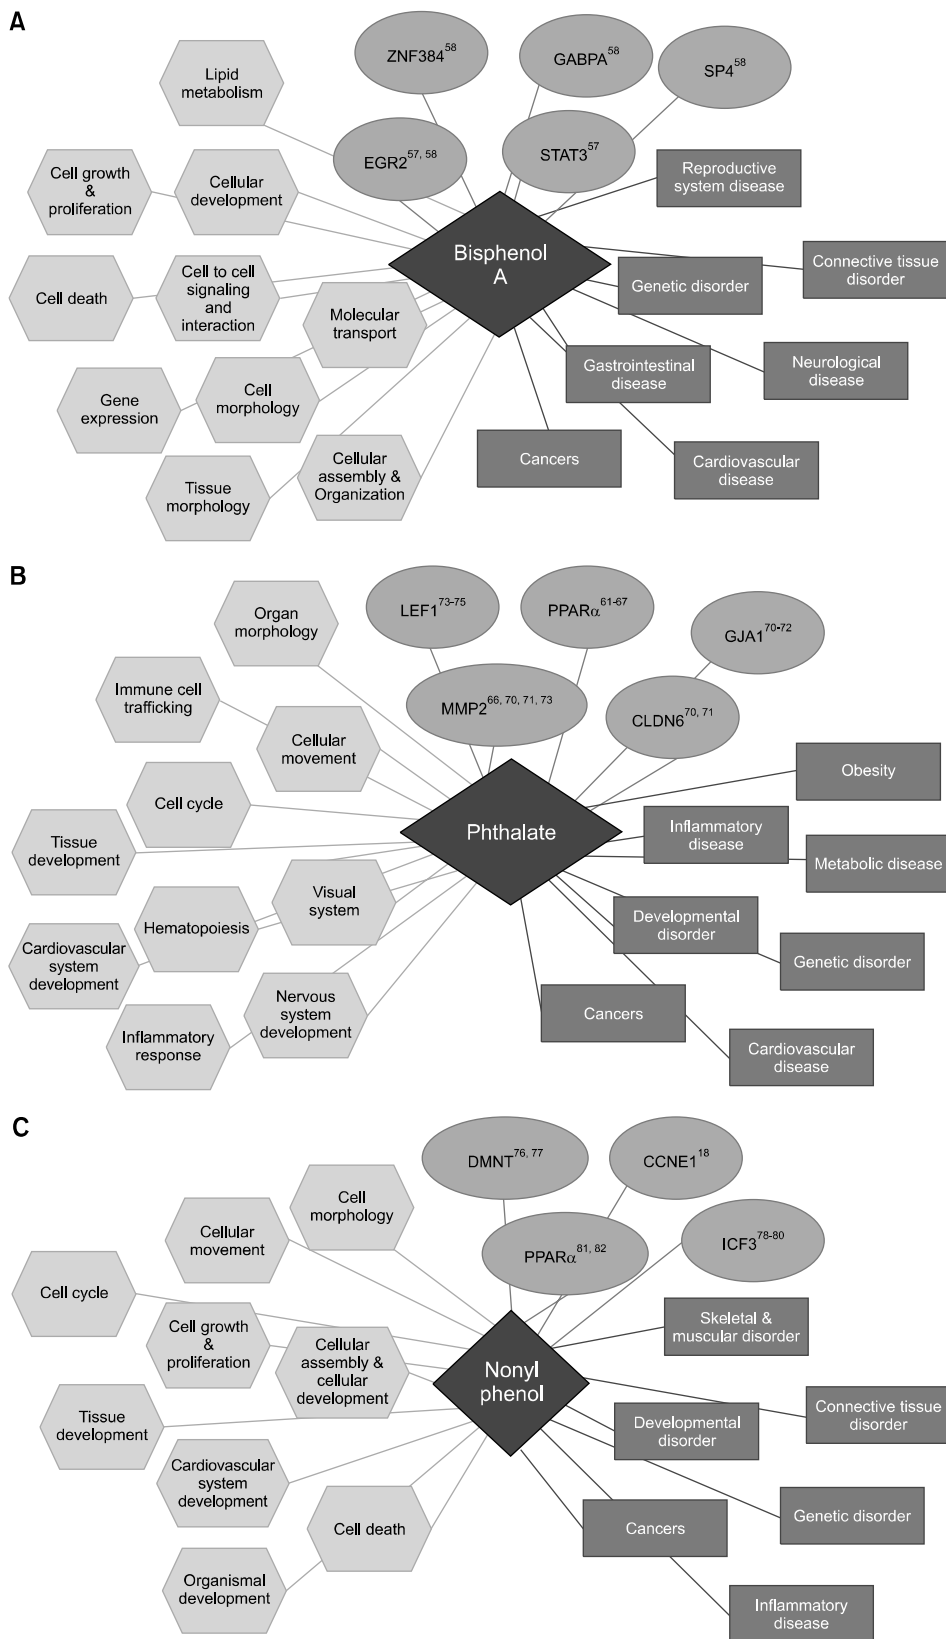 A
ZNF38458
GABPA58
SP458
Lipid
metabolism
EGR257, 58
STAT357
Cell growth
&
proliferation
Cellular
development
Reproductive
system disease
Bisphenol
A
Cell death
Cell to cell
signaling
and
interaction
Molecular
transport
Genetic disorder
Connective tissue
disorder
Gene
expression
Cell
morphology
Gastrointestinal
disease
Neurological
disease
Tissue
morphology
Cellular
assembly &
Organization
Cancers
Cardiovascular
disease
B
Organ
morphology
LEF173-75
PPARα61-67
GJA170-72
Immune cell
trafficking
Cellular
movement
MMP266, 70, 71, 73
CLDN670, 71
Obesity
Cell cycle
Phthalate
Inflammatory
disease
Tissue
development
Metabolic disease
Hematopoiesis
Visual
system
Developmental
disorder
Cardiovascular
system
development
Genetic disorder
Nervous
system
development
Cancers
Inflammatory
response
Cardiovascular
disease
C
DMNT76, 77
CCNE118
Cell
morphology
Cellular
movement
PPARα81, 82
ICF378-80
Cell cycle
Cell growth
&
proliferation
Cellular
assembly &
cellular
development
Skeletal &
muscular disorder
Nonyl
phenol
Tissue
development
Developmental
disorder
Connective tissue
disorder
Cardiovascular
system
development
Cell death
Cancers
Genetic disorder
Organismal
development
Inflammatory
disease